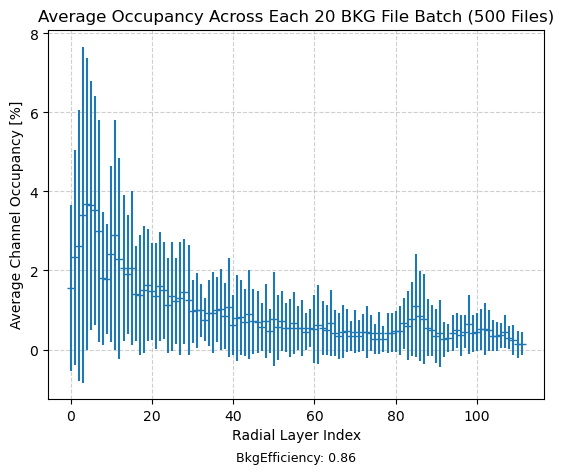 Average Occupancy Across Each 20 BKG File Batch (500 Files)
Average Channel Occupancy [%]
8
6
4
2
0
0 20 40 60 80 100
Radial Layer Index
BkgEfficiency: 0.86